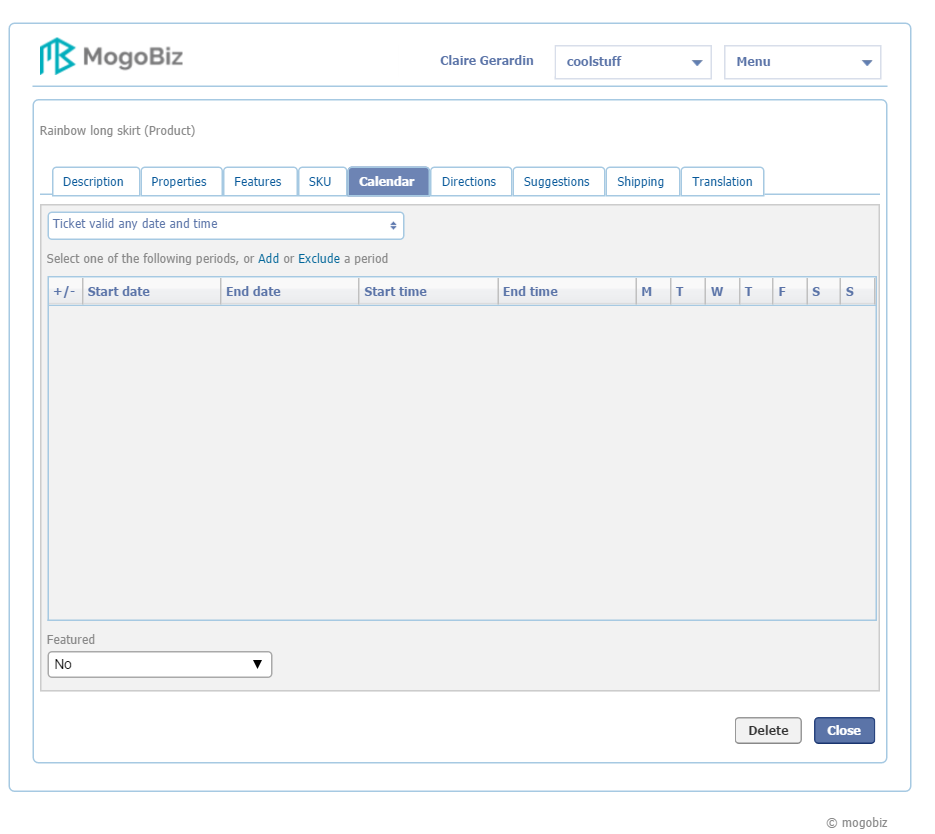 MogoBiz
Claire Gerardin
coolstuff
Menu
Rainbow long skirt (Product)
Description Properties Features SKU Calendar Directions Suggestions Shipping Translation
Ticket valid any date and time
Select one of the following periods, or Add or Exclude a period
+/- Start date End date Start time End time M T W T F S S
Featured
No
Delete Close
© mogobiz